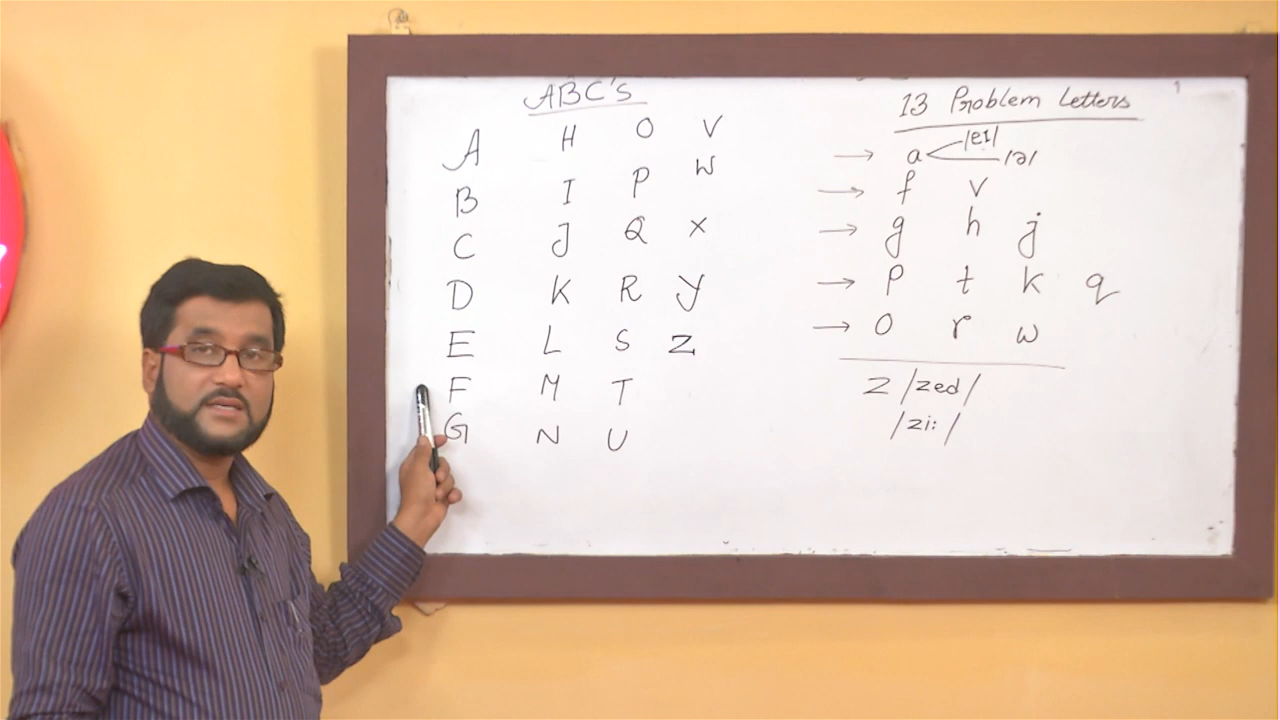 ABC'S
A H O V
B I P W
C J Q X
D K R Y
E L S Z
F M T
G N U
13 Problem Letters
→ a /eɪ/
/ə/
→ f v
→ g h j
→ p t k q
→ o r w
Z /zed/
/zi:/